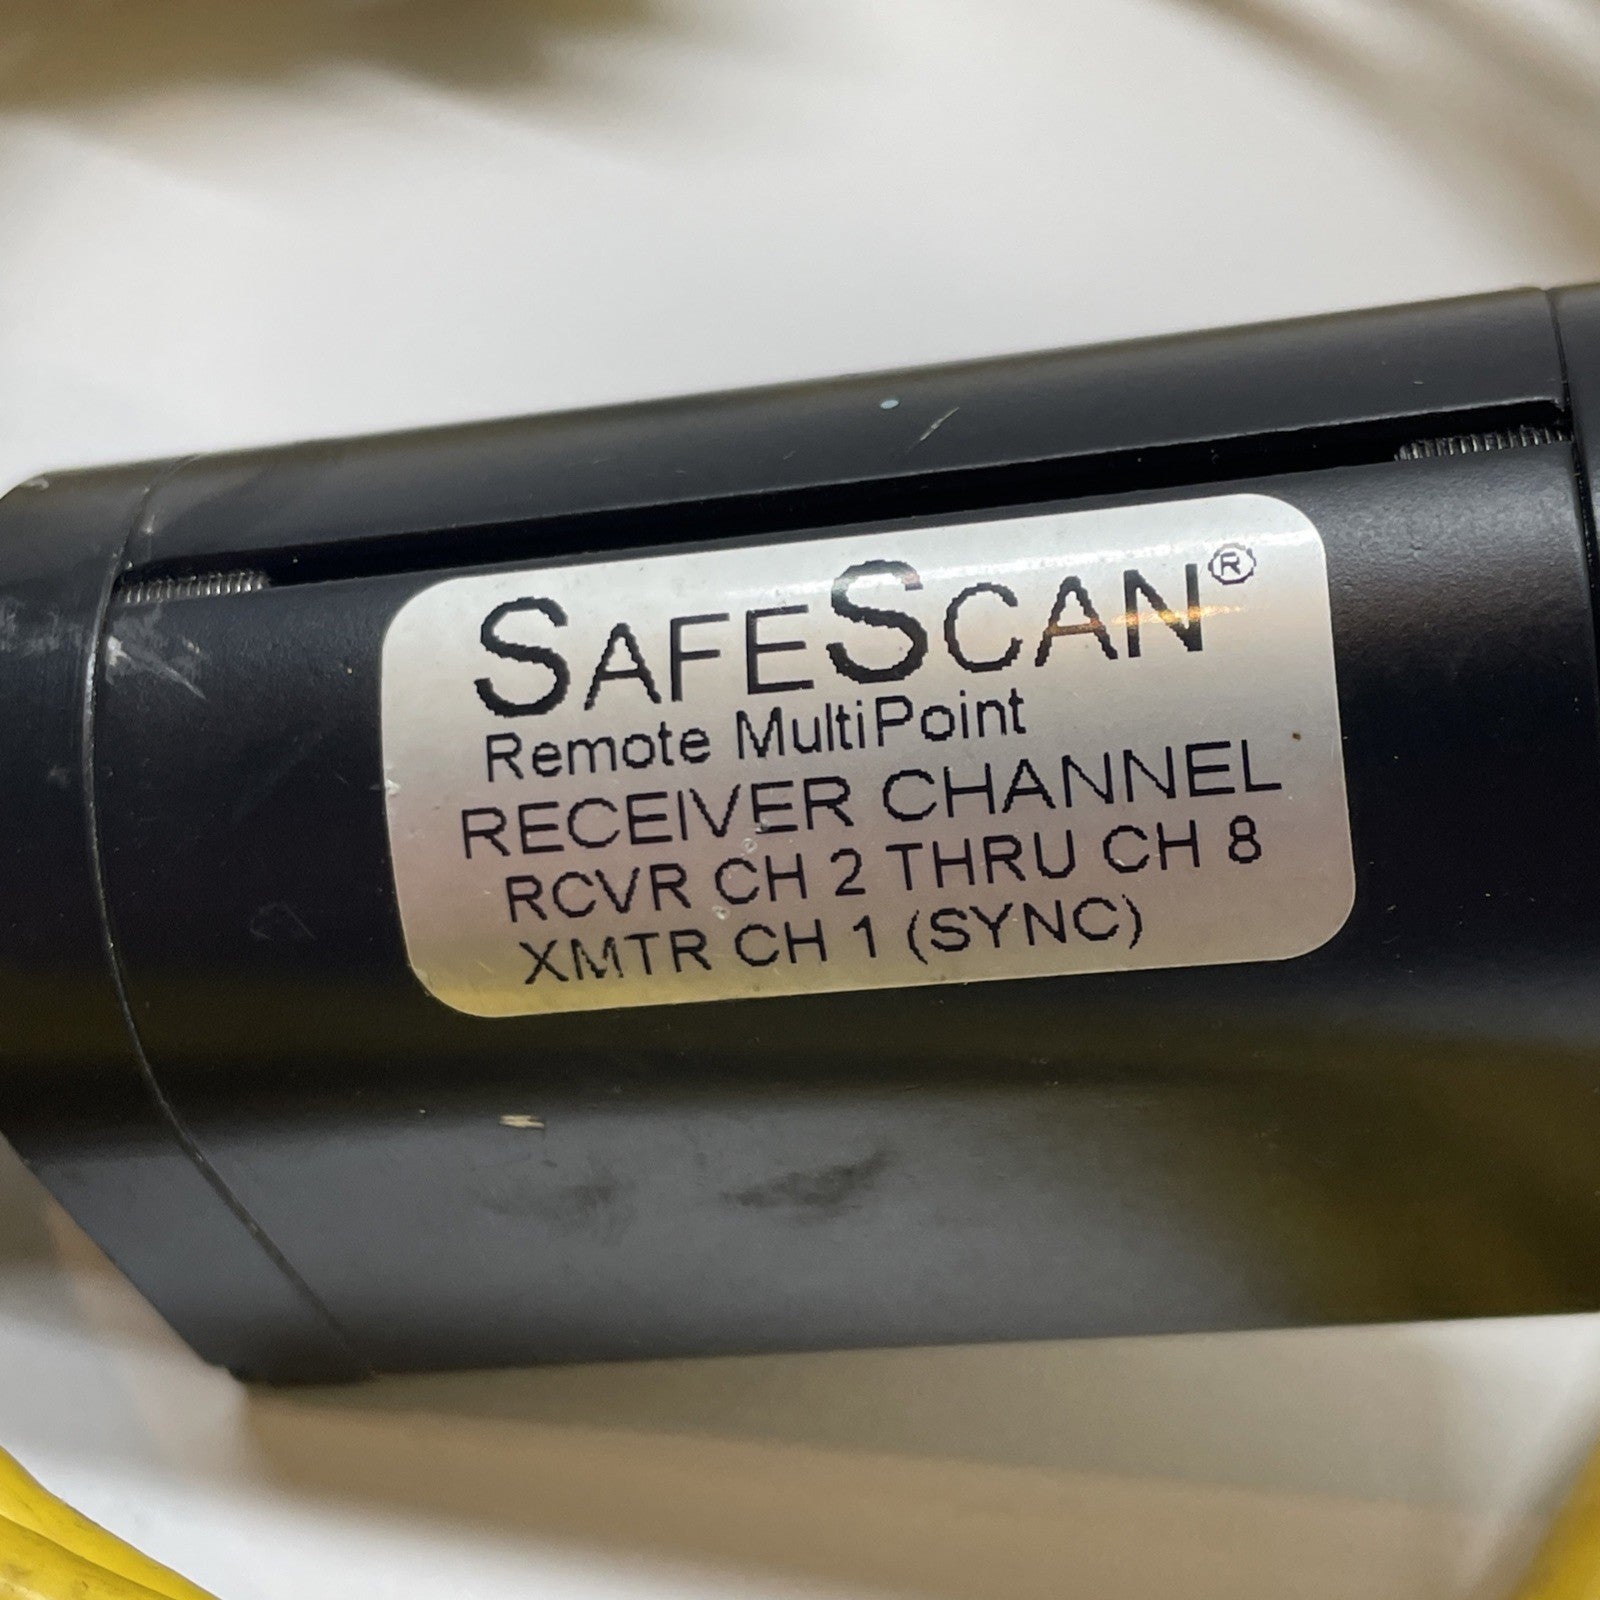 SAFESCAN®
Remote MultiPoint
RECEIVER CHANNEL
RCVR CH 2 THRU CH 8
XMTR CH 1 (SYNC)